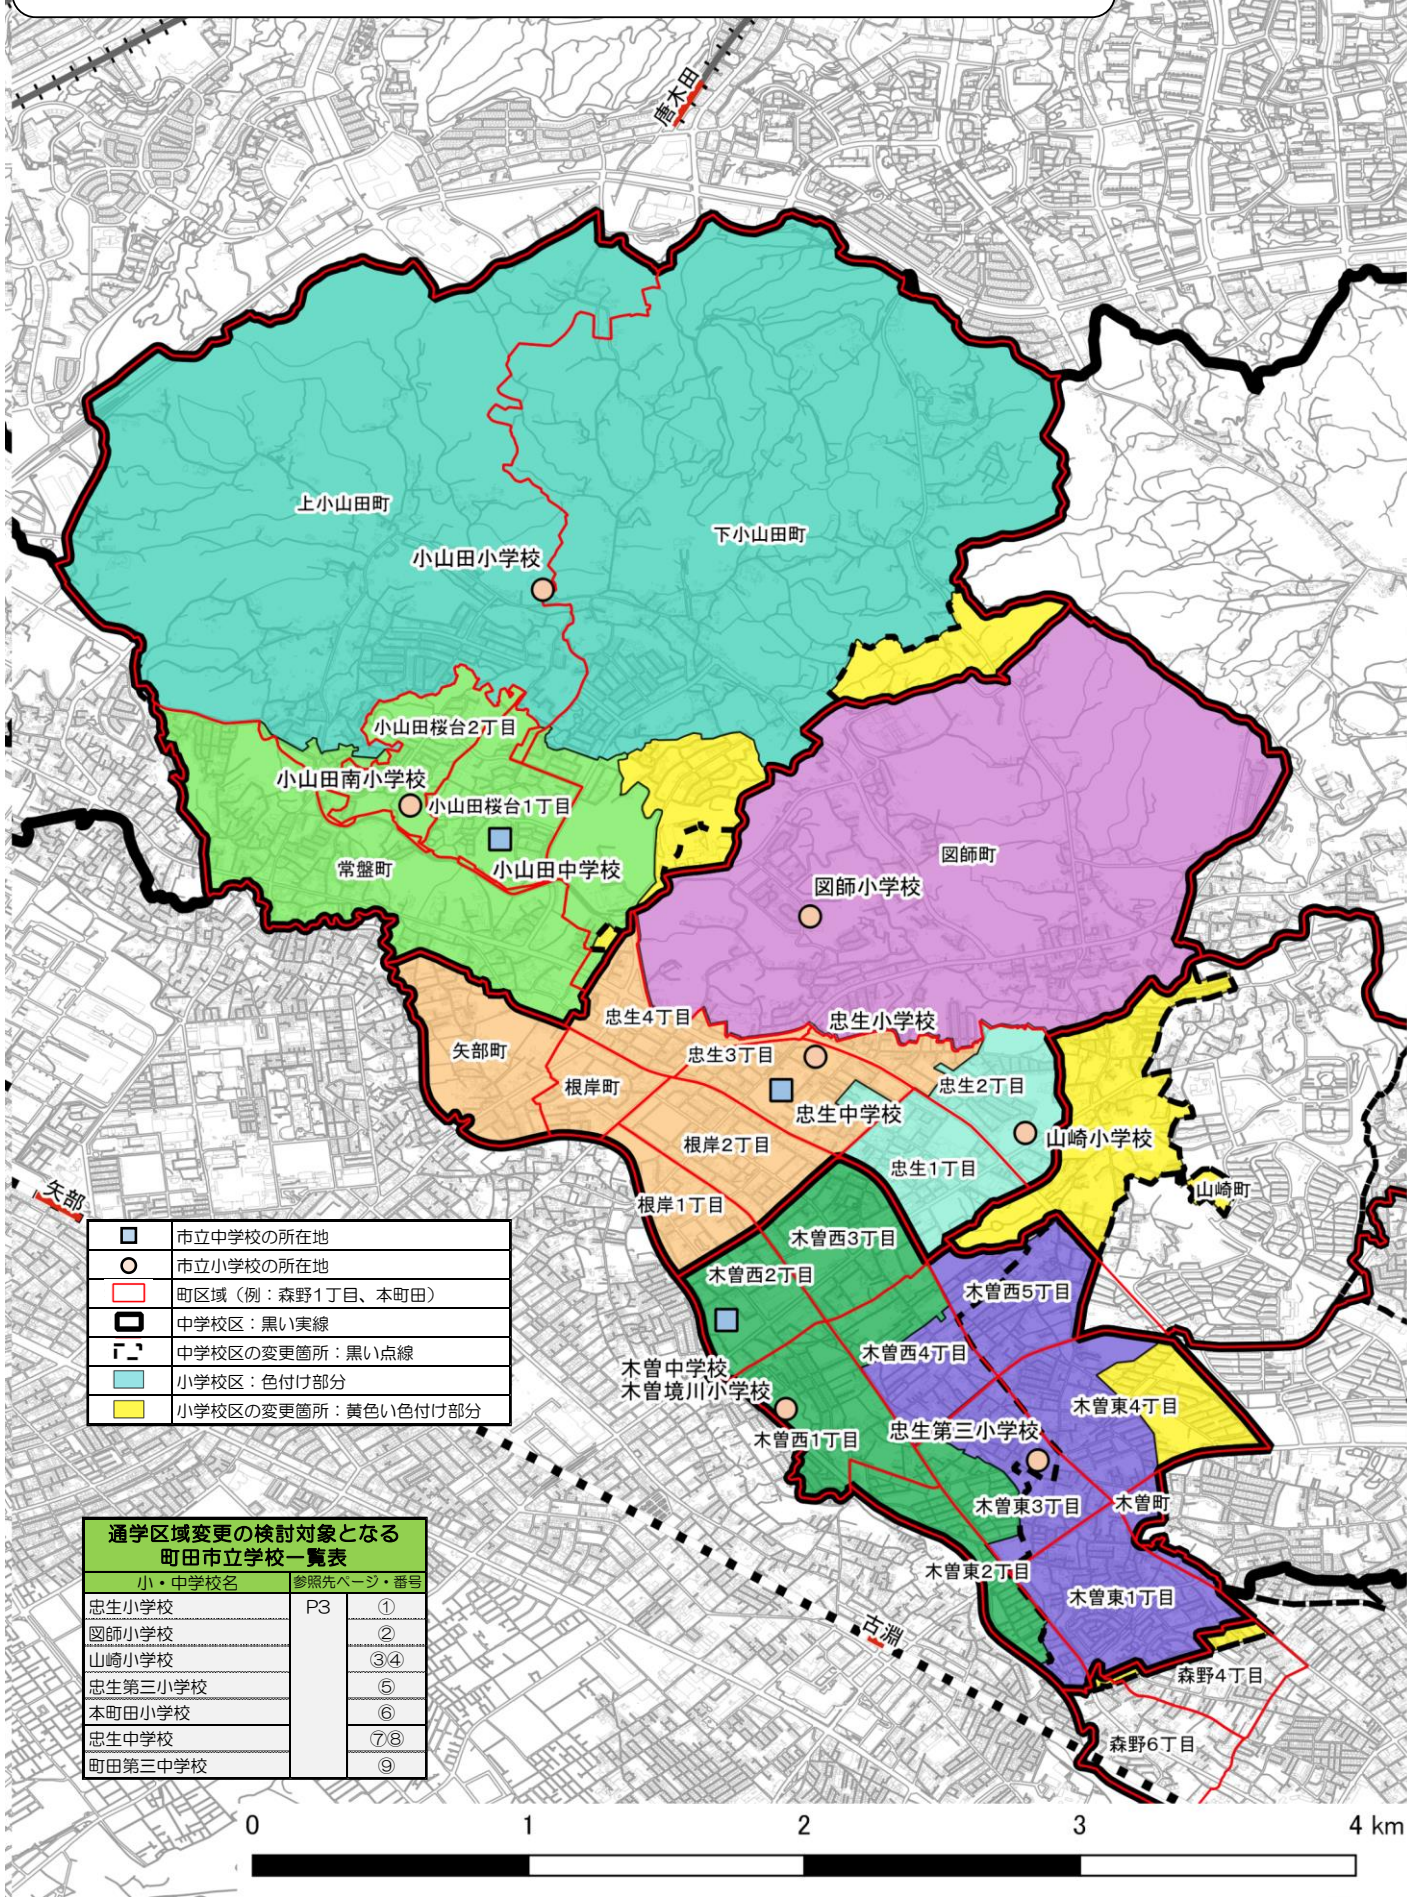 唐木田
上小山田町
下小山田町
小山田小学校
小山田桜台2丁目
小山田南小学校
小山田桜台1丁目
常盤町
小山田中学校
図師町
図師小学校
忠生4丁目
忠生小学校
矢部町
忠生3丁目
根岸町
忠生2丁目
忠生中学校
山崎小学校
根岸2丁目
忠生1丁目
山崎町
矢部
根岸1丁目
木曽西3丁目
木曽西2丁目
木曽西5丁目
木曽西4丁目
木曽中学校
木曽境川小学校
木曽東4丁目
木曽西1丁目
忠生第三小学校
木曽東3丁目
木曽町
木曽東2丁目
木曽東1丁目
古淵
森野4丁目
森野6丁目
市立中学校の所在地
市立小学校の所在地
町区域（例：森野1丁目、本町田）
中学校区：黒い実線
中学校区の変更箇所：黒い点線
小学校区：色付け部分
小学校区の変更箇所：黄色い色付け部分
通学区域変更の検討対象となる
町田市立学校一覧表
小・中学校名 参照先ページ・番号
忠生小学校 P3 ①
図師小学校 ②
山崎小学校 ③④
忠生第三小学校 ⑤
本町田小学校 ⑥
忠生中学校 ⑦⑧
町田第三中学校 ⑨
0 1 2 3 4 km